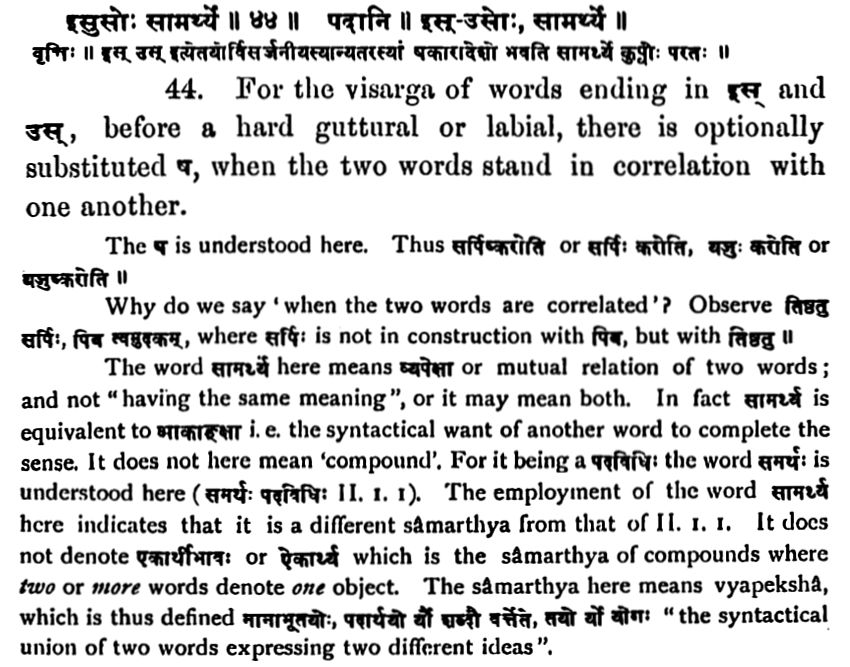 इसुसोः सामर्थ्ये ॥ ४४ ॥ पदानि ॥ इस्-उसोः, सामर्थ्ये ॥
वृत्तिः ॥ इस् उस् इत्येतयोर्विसर्जनीयस्यान्यतरस्यां षकारादेशो भवति सामर्थ्ये कुप्वोः परतः ॥
44. For the visarga of words ending in इस् and
उस्, before a hard guttural or labial, there is optionally
substituted ष, when the two words stand in correlation with
one another.
The ष is understood here. Thus सर्पिष्करोति or सर्पिः करोति, यजुः करोति or
यजुष्करोति ॥
Why do we say 'when the two words are correlated'? Observe तिष्ठतु
सर्पिः, पिब त्वमुदकम्, where सर्पिः is not in construction with पिब, but with तिष्ठतु ॥
The word सामर्थ्ये here means व्यपेक्षा or mutual relation of two words;
and not "having the same meaning", or it may mean both. In fact सामर्थ्य is
equivalent to आकाङ्क्षा i. e. the syntactical want of another word to complete the
sense. It does not here mean 'compound'. For it being a पदविधिः the word समर्थः is
understood here (समर्थः पदविधिः II. 1. 1). The employment of the word सामर्थ्य
here indicates that it is a different sâmarthya from that of II. 1. 1. It does
not denote एकार्थीभावः or ऐकार्थ्य which is the sâmarthya of compounds where
two or more words denote one object. The sâmarthya here means vyapekshâ,
which is thus defined नानाभूतयोः, पदार्थयो र्यौ शब्दौ वर्त्तेते, तयो र्यो योगः "the syntactical
union of two words expressing two different ideas".